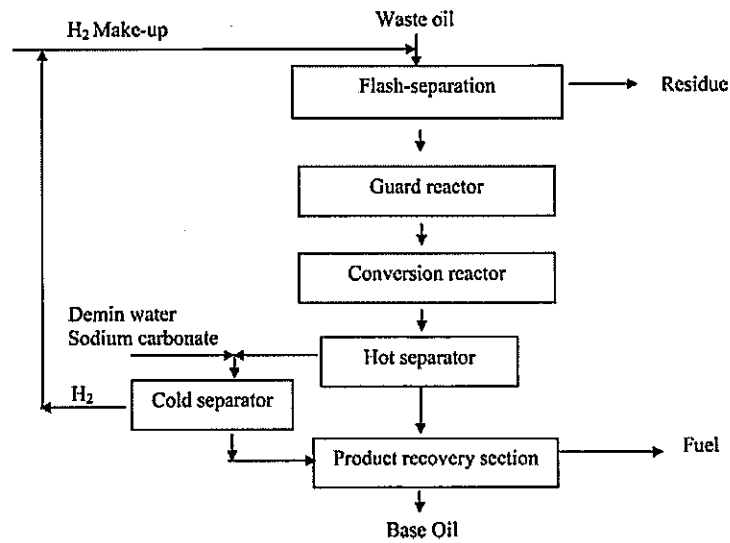 Waste oil
H₂ Make-up
Flash-separation
Residue
Guard reactor
Conversion reactor
Demin water
Sodium carbonate
Hot separator
H₂
Cold separator
Product recovery section
Fuel
Base Oil